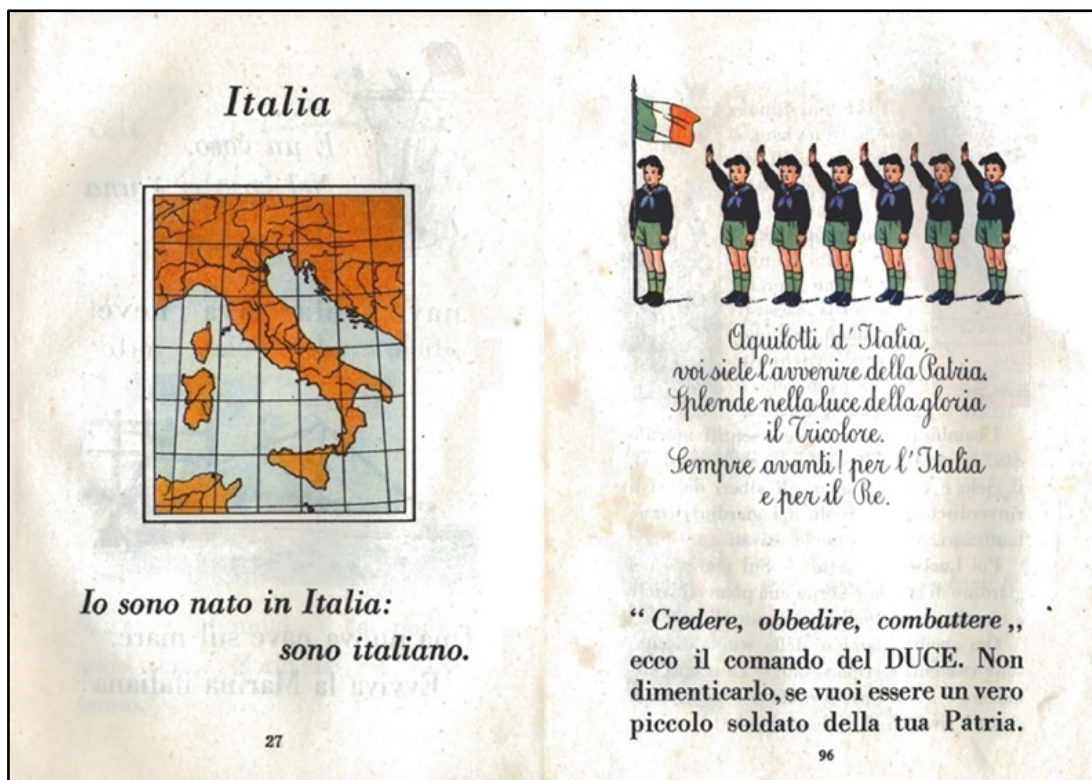 Italia
Io sono nato in Italia:
sono italiano.
27
Aquilotti d'Italia,
voi siete l'avvenire della Patria.
Splende nella luce della gloria
il Tricolore.
Sempre avanti! per l'Italia
e per il Re.
“ Credere, obbedire, combattere „
ecco il comando del DUCE. Non
dimenticarlo, se vuoi essere un vero
piccolo soldato della tua Patria.
96